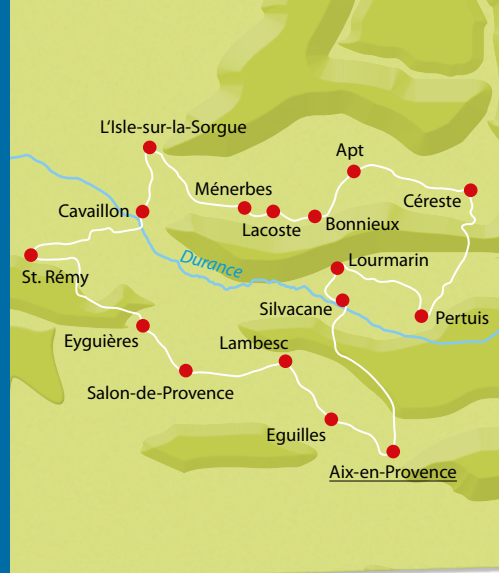 L'Isle-sur-la-Sorgue
Apt
Ménerbes
Céreste
Cavaillon
Lacoste
Bonnieux
Durance
Lourmarin
St. Rémy
Silvacane
Pertuis
Eyguières
Lambesc
Salon-de-Provence
Eguilles
Aix-en-Provence